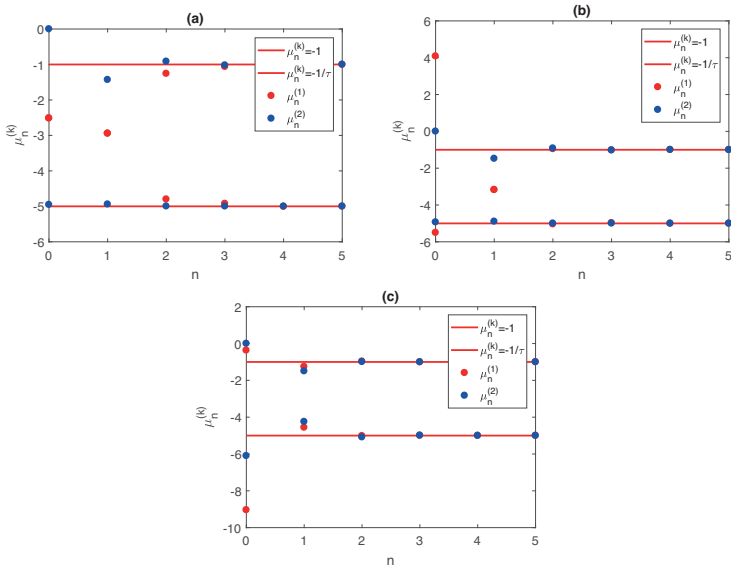 (a)
0
-1
-2
-3
-4
-5
-6
μₙ⁽ᵏ⁾
0 1 2 3 4 5
n
μₙ⁽ᵏ⁾=-1
μₙ⁽ᵏ⁾=-1/τ
μₙ⁽¹⁾
μₙ⁽²⁾
(b)
6
4
2
0
-2
-4
-6
μₙ⁽ᵏ⁾
0 1 2 3 4 5
n
μₙ⁽ᵏ⁾=-1
μₙ⁽ᵏ⁾=-1/τ
μₙ⁽¹⁾
μₙ⁽²⁾
(c)
2
0
-2
-4
-6
-8
-10
μₙ⁽ᵏ⁾
0 1 2 3 4 5
n
μₙ⁽ᵏ⁾=-1
μₙ⁽ᵏ⁾=-1/τ
μₙ⁽¹⁾
μₙ⁽²⁾